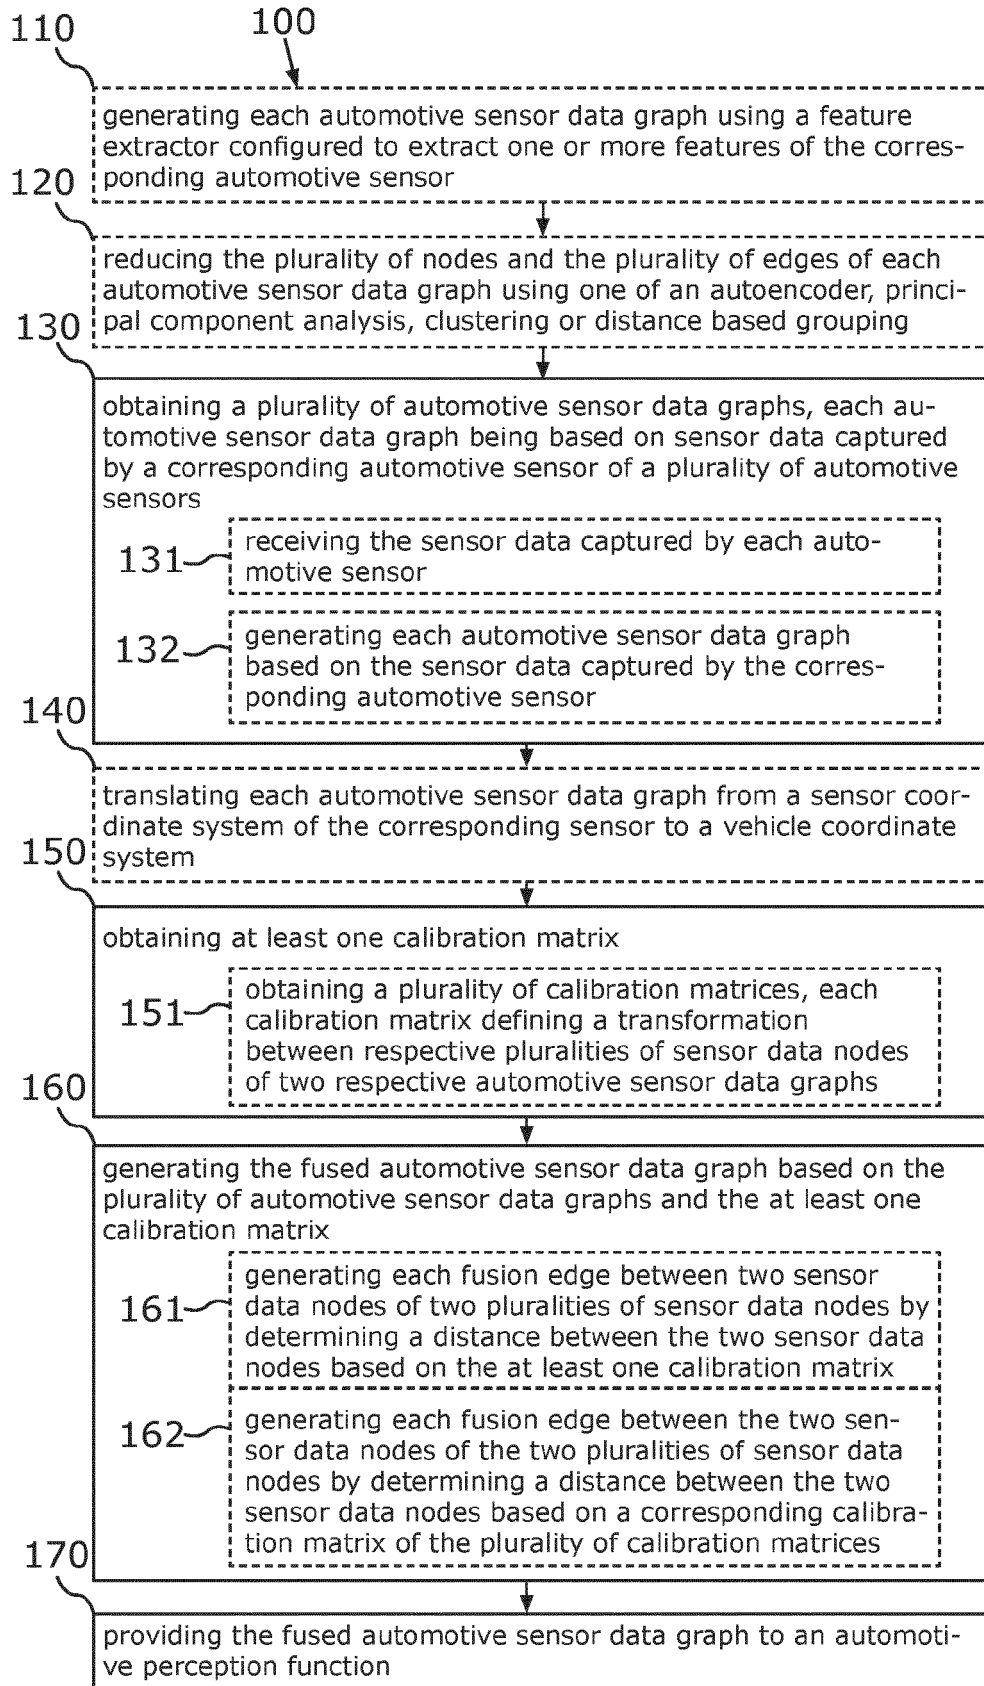 110
100
generating each automotive sensor data graph using a feature
extractor configured to extract one or more features of the corres-
ponding automotive sensor
120
reducing the plurality of nodes and the plurality of edges of each
automotive sensor data graph using one of an autoencoder, princi-
pal component analysis, clustering or distance based grouping
130
obtaining a plurality of automotive sensor data graphs, each au-
tomotive sensor data graph being based on sensor data captured
by a corresponding automotive sensor of a plurality of automotive
sensors
131
receiving the sensor data captured by each auto-
motive sensor
132
generating each automotive sensor data graph
based on the sensor data captured by the corres-
ponding automotive sensor
140
translating each automotive sensor data graph from a sensor coor-
dinate system of the corresponding sensor to a vehicle coordinate
system
150
obtaining at least one calibration matrix
151
obtaining a plurality of calibration matrices, each
calibration matrix defining a transformation
between respective pluralities of sensor data nodes
of two respective automotive sensor data graphs
160
generating the fused automotive sensor data graph based on the
plurality of automotive sensor data graphs and the at least one
calibration matrix
161
generating each fusion edge between two sensor
data nodes of two pluralities of sensor data nodes by
determining a distance between the two sensor data
nodes based on the at least one calibration matrix
162
generating each fusion edge between the two sen-
sor data nodes of the two pluralities of sensor data
nodes by determining a distance between the two
sensor data nodes based on a corresponding calibra-
tion matrix of the plurality of calibration matrices
170
providing the fused automotive sensor data graph to an automoti-
ve perception function